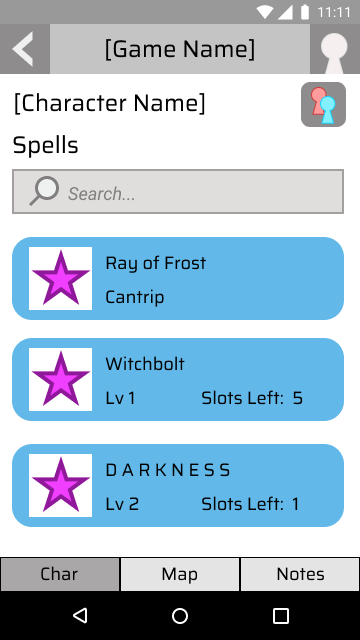 11:11
[Game Name]
[Character Name]
Spells
Search...
Ray of Frost
Cantrip
Witchbolt
Lv 1 Slots Left: 5
D A R K N E S S
Lv 2 Slots Left: 1
Char Map Notes